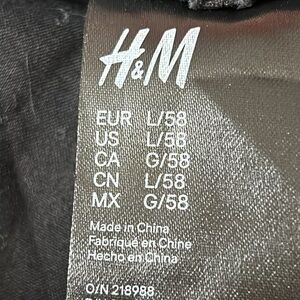 H&M
EUR L/58
US L/58
CA G/58
CN L/58
MX G/58
Made in China
Fabriqué en Chine
Hecho en China
O/N 218988